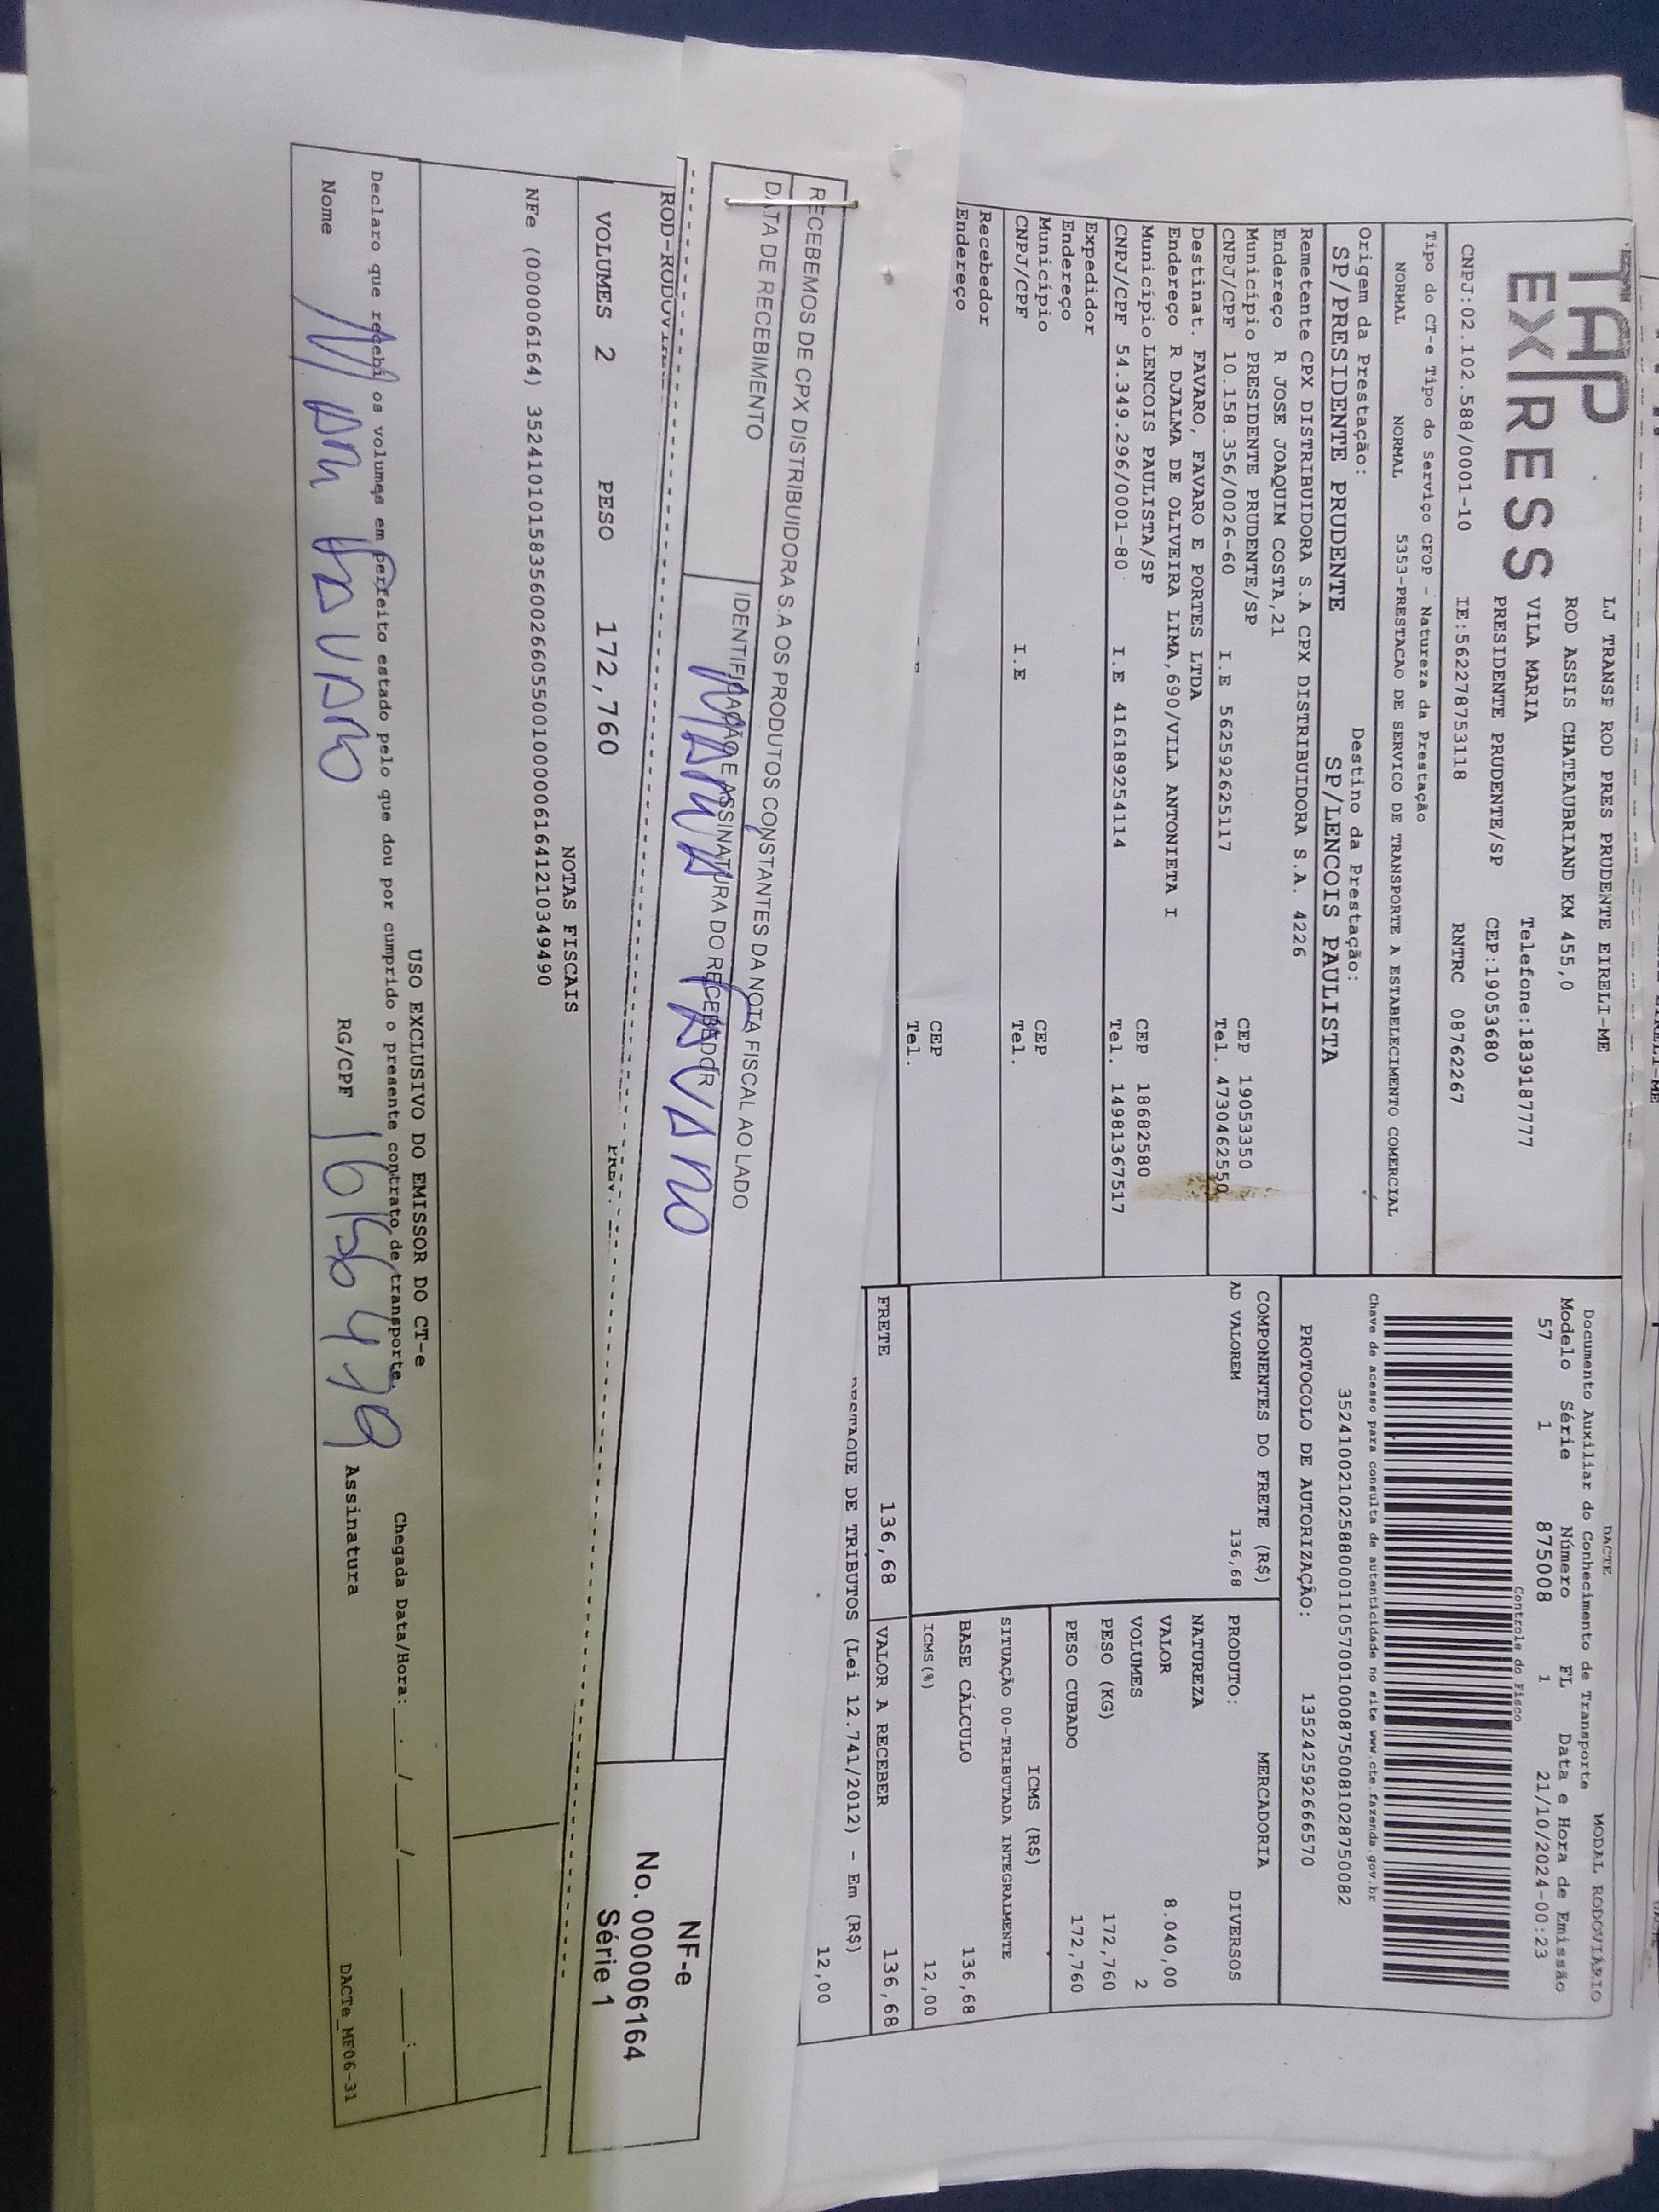 TAP
EXPRESS
LJ TRANSP ROD PRES PRUDENTE EIRELI-ME
ROD ASSIS CHATEAUBRIAND KM 455,0
VILA MARIA Telefone:1839187777
PRESIDENTE PRUDENTE/SP CEP:19053680
CNPJ:02.102.588/0001-10 IE:562278753118 RNTRC 08762267
Tipo do CT-e Tipo do Serviço CFOP - Natureza da Prestação
NORMAL NORMAL 5353-PRESTACAO DE SERVICO DE TRANSPORTE A ESTABELECIMENTO COMERCIAL
Origem da Prestação: Destino da Prestação:
SP/PRESIDENTE PRUDENTE SP/LENCOIS PAULISTA
Remetente CPX DISTRIBUIDORA S.A CPX DISTRIBUIDORA S.A. 4226
Endereço R JOSE JOAQUIM COSTA,21
Município PRESIDENTE PRUDENTE/SP CEP 19053350
CNPJ/CPF 10.158.356/0026-60 I.E 562592625117 Tel. 4730462550
Destinat. FAVARO, FAVARO E PORTES LTDA
Endereço R DJALMA DE OLIVEIRA LIMA,690/VILA ANTONIETA I
Município LENCOIS PAULISTA/SP CEP 18682580
CNPJ/CPF 54.349.296/0001-80 I.E 416189254114 Tel. 14981367517
Expedidor
Endereço
Município CEP
CNPJ/CPF I.E Tel.
Recebedor
Endereço
CEP
Tel.
DACTE MODAL RODOVIÁRIO
Documento Auxiliar do Conhecimento de Transporte
Modelo Série Número FL Data e Hora de Emissão
57 1 875008 1 21/10/2024-00:23
Controle do Fisco
Chave de acesso para consulta de autenticidade no site www.cte.fazenda.gov.br
35241002102588000110570010008750081028750082
PROTOCOLO DE AUTORIZAÇÃO: 135242592666570
COMPONENTES DO FRETE (R$)
AD VALOREM 136,68
MERCADORIA
PRODUTO: DIVERSOS
NATUREZA
VALOR 8.040,00
VOLUMES 2
PESO (KG) 172,760
PESO CUBADO 172,760
ICMS (R$)
SITUAÇÃO 00-TRIBUTADA INTEGRALMENTE
BASE CÁLCULO 136,68
ICMS(%) 12,00
FRETE 136,68 VALOR A RECEBER 136,68
DESTAQUE DE TRIBUTOS (Lei 12.741/2012) - Em (R$)
12,00
RECEBEMOS DE CPX DISTRIBUIDORA S.A OS PRODUTOS CONSTANTES DA NOTA FISCAL AO LADO
DATA DE RECEBIMENTO
IDENTIFICAÇÃO E ASSINATURA DO RECEBEDOR
FAVARO
NF-e
No. 000006164
Série 1
VOLUMES 2 PESO 172,760
NOTAS FISCAIS
NFe (000006164) 35241010158356002660550010000061641210349490
USO EXCLUSIVO DO EMISSOR DO CT-e
Declaro que recebi os volumes em perfeito estado pelo que dou por cumprido o presente contrato de transporte. Chegada Data/Hora: ___/___/___ __:__
Nome FAVARO RG/CPF Assinatura
DACTe_MF06-31